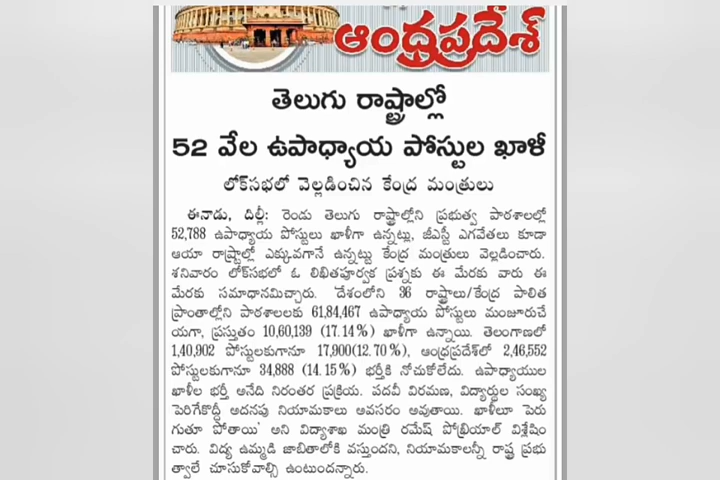 ఆంధ్రప్రదేశ్
తెలుగు రాష్ట్రాల్లో
52 వేల ఉపాధ్యాయ పోస్టుల ఖాళీ
లోక్‌సభలో వెల్లడించిన కేంద్ర మంత్రులు
ఈనాడు, దిల్లీ: రెండు తెలుగు రాష్ట్రాల్లోని ప్రభుత్వ పాఠశాలల్లో
52,788 ఉపాధ్యాయ పోస్టులు ఖాళీగా ఉన్నట్లు, జీఎస్టీ ఎగవేతలు కూడా
ఆయా రాష్ట్రాల్లో ఎక్కువగానే ఉన్నట్టు కేంద్ర మంత్రులు వెల్లడించారు.
శనివారం లోక్‌సభలో ఓ లిఖితపూర్వక ప్రశ్నకు ఈ మేరకు వారు ఈ
మేరకు సమాధానమిచ్చారు. 'దేశంలోని 36 రాష్ట్రాలు/కేంద్ర పాలిత
ప్రాంతాల్లోని పాఠశాలలకు 61,84,467 ఉపాధ్యాయ పోస్టులు మంజూరుచే
యగా, ప్రస్తుతం 10,60,139 (17.14%) ఖాళీగా ఉన్నాయి. తెలంగాణలో
1,40,902 పోస్టులకుగానూ 17,900(12.70%), ఆంధ్రప్రదేశ్‌లో 2,46,552
పోస్టులకుగానూ 34,888 (14.15%) భర్తీకి నోచుకోలేదు. ఉపాధ్యాయుల
ఖాళీల భర్తీ అనేది నిరంతర ప్రక్రియ. పదవీ విరమణ, విద్యార్థుల సంఖ్య
పెరిగేకొద్దీ అదనపు నియామకాలు అవసరం అవుతాయి. ఖాళీలూ పెరు
గుతూ పోతాయి' అని విద్యాశాఖ మంత్రి రమేష్ పోఖ్రియాల్ విశ్లేషిం
చారు. విద్య ఉమ్మడి జాబితాలోకి వస్తుందని, నియామకాలన్నీ రాష్ట్ర ప్రభు
త్వాలే చూసుకోవాల్సి ఉంటుందన్నారు.